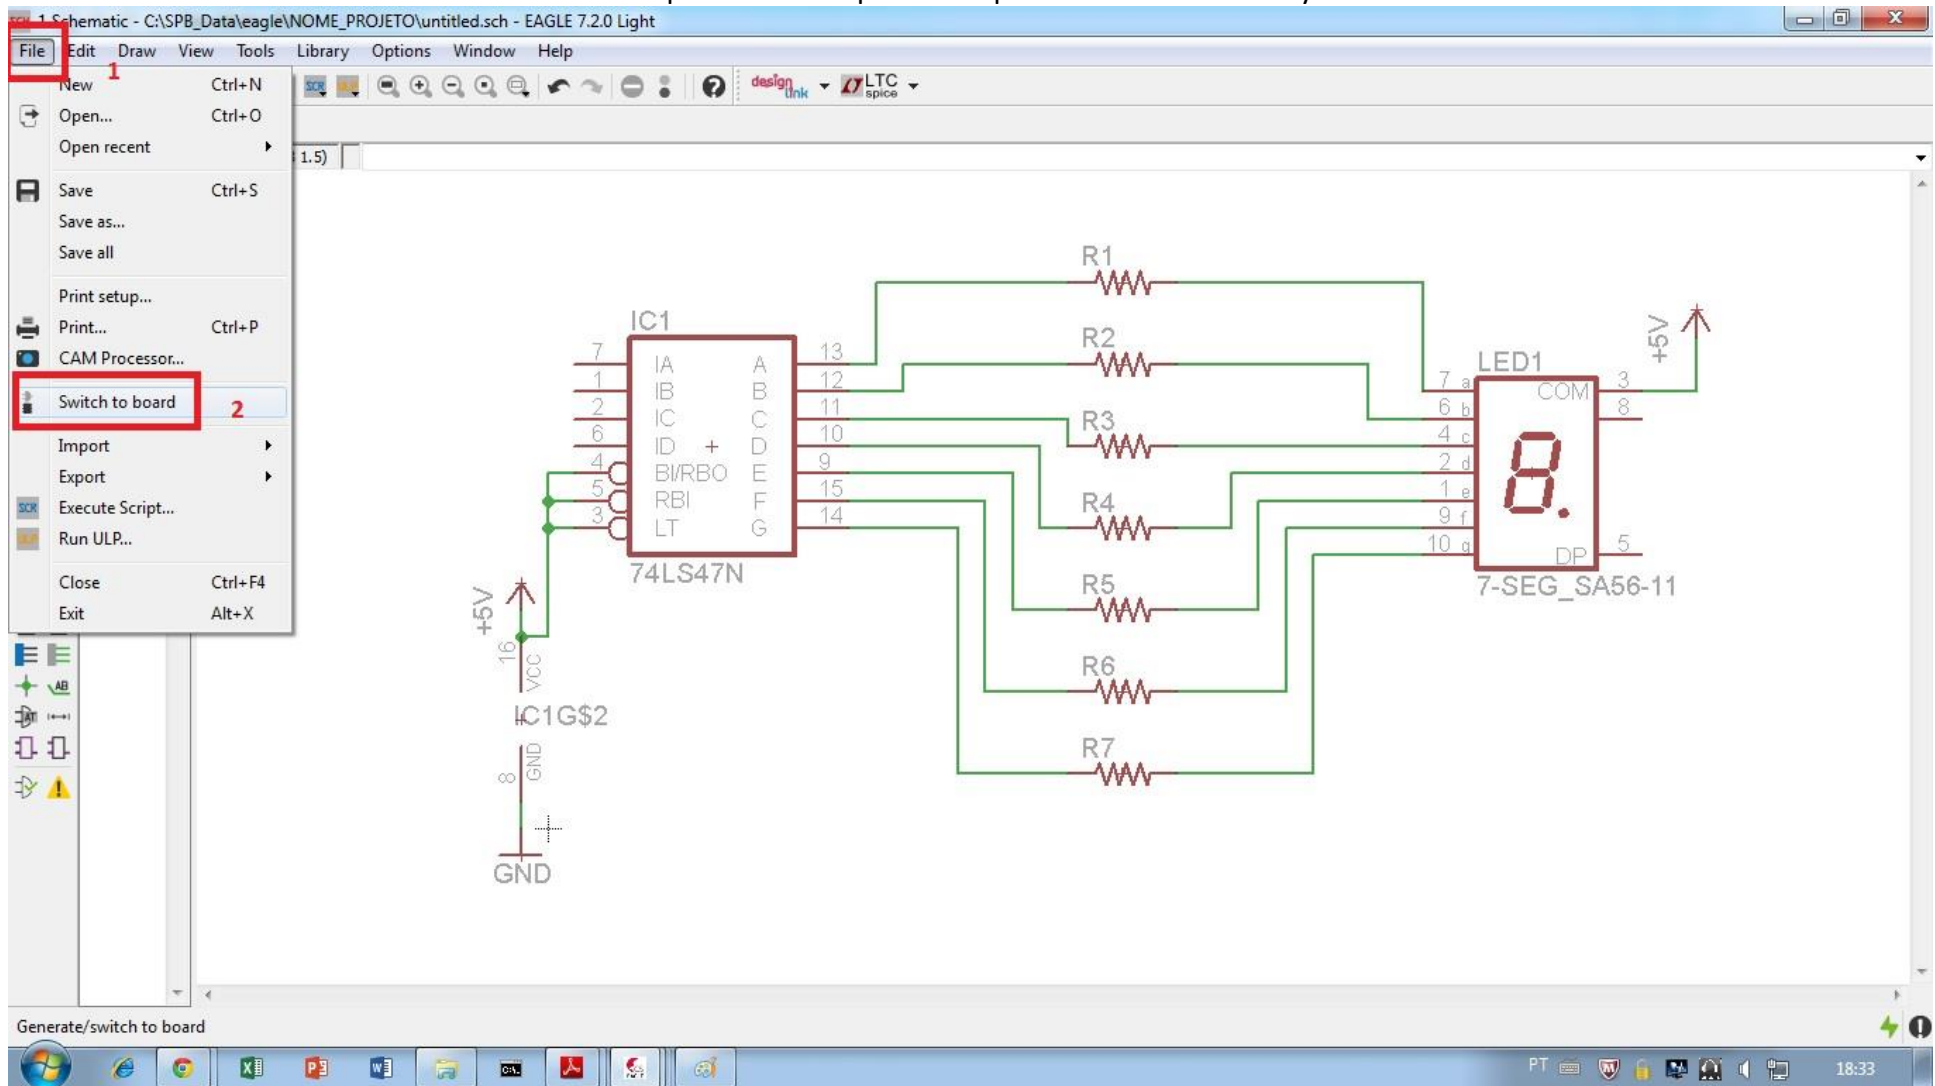 1 Schematic - C:\SPB_Data\eagle\NOME_PROJETO\untitled.sch - EAGLE 7.2.0 Light
File Edit Draw View Tools Library Options Window Help
1
New Ctrl+N
Open... Ctrl+O
Open recent
Save Ctrl+S
Save as...
Save all
Print setup...
Print... Ctrl+P
CAM Processor...
Switch to board
2
Import
Export
Execute Script...
Run ULP...
Close Ctrl+F4
Exit Alt+X
SCR
design link
LTC spice
1.5)
IC1
7 IA A 13
1 IB B 12
2 IC C 11
6 ID D 10
4 BI/RBO E 9
5 RBI F 15
3 LT G 14
74LS47N
+5V
16
VCC
IC1G$2
GND
8
GND
R1
R2
R3
R4
R5
R6
R7
+5V
LED1
7 a COM 3
6 b 8
4 c
2 d
1 e
9 f
10 g DP 5
7-SEG_SA56-11
Generate/switch to board
PT
18:33